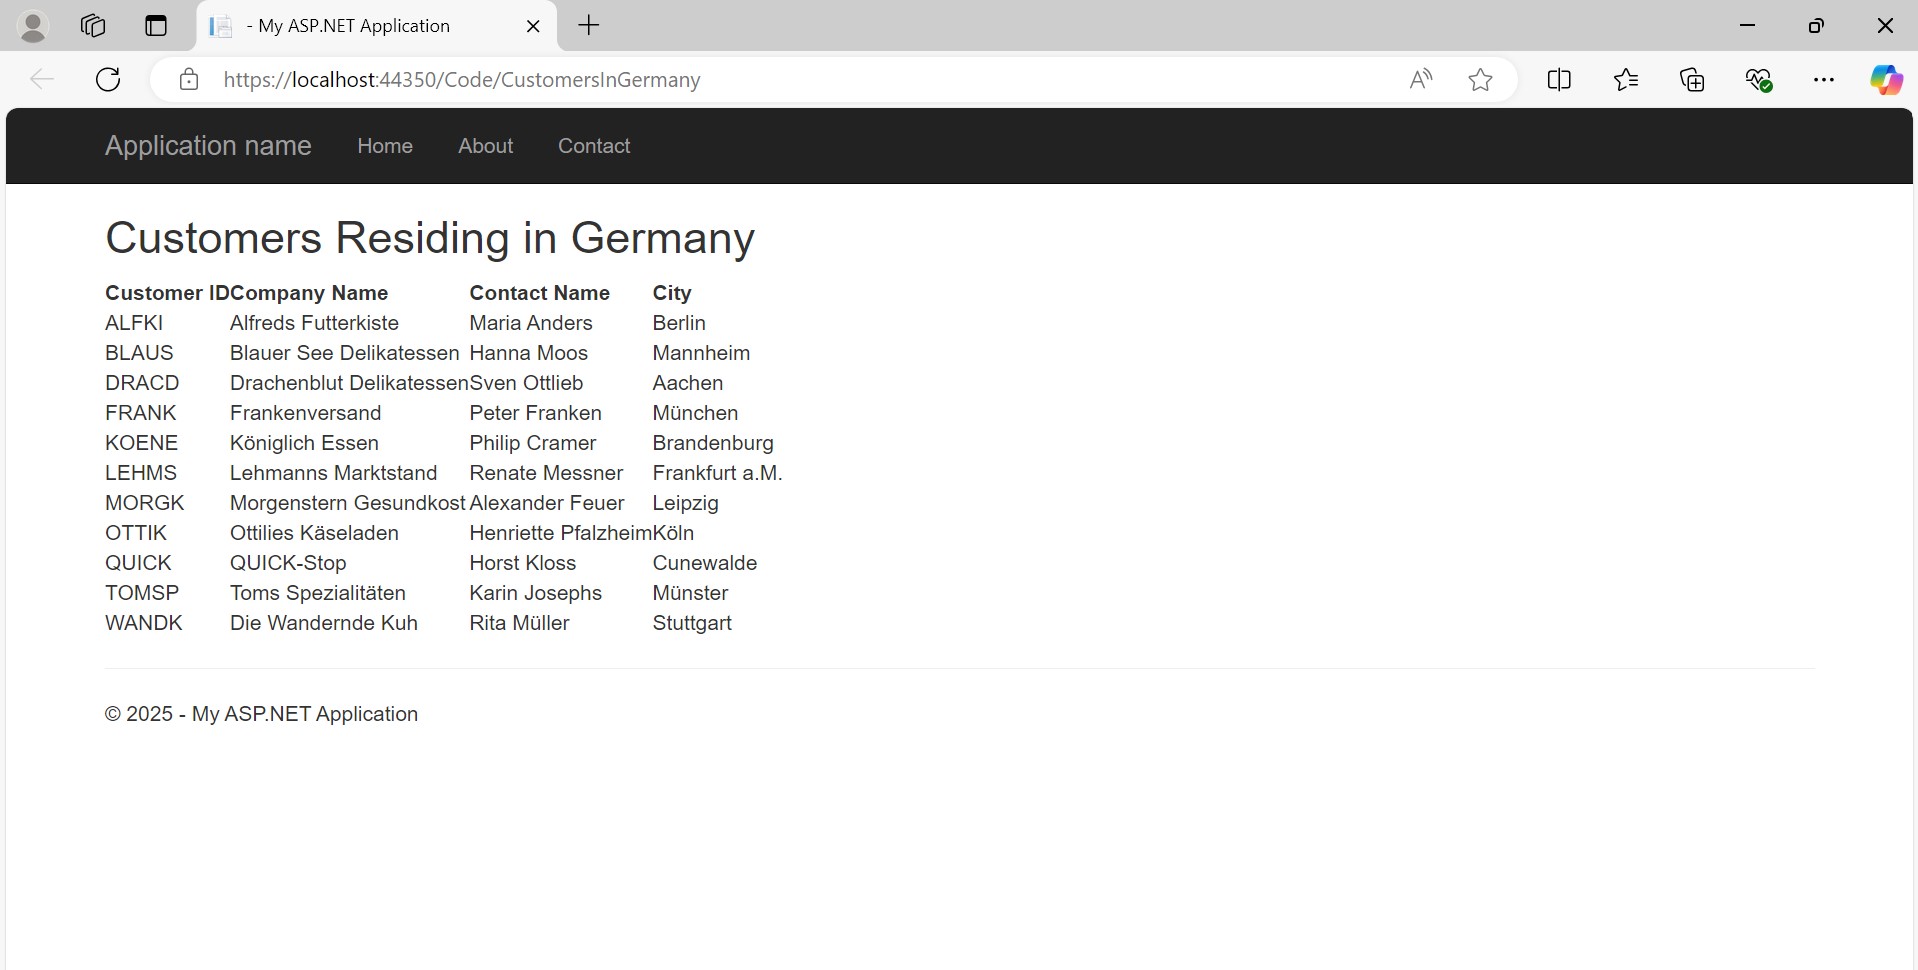 - My ASP.NET Application
https://localhost:44350/Code/CustomersInGermany
Application name Home About Contact
Customers Residing in Germany
Customer ID Company Name Contact Name City
ALFKI Alfreds Futterkiste Maria Anders Berlin
BLAUS Blauer See Delikatessen Hanna Moos Mannheim
DRACD Drachenblut Delikatessen Sven Ottlieb Aachen
FRANK Frankenversand Peter Franken München
KOENE Königlich Essen Philip Cramer Brandenburg
LEHMS Lehmanns Marktstand Renate Messner Frankfurt a.M.
MORGK Morgenstern Gesundkost Alexander Feuer Leipzig
OTTIK Ottilies Käseladen Henriette Pfalzheim Köln
QUICK QUICK-Stop Horst Kloss Cunewalde
TOMSP Toms Spezialitäten Karin Josephs Münster
WANDK Die Wandernde Kuh Rita Müller Stuttgart
© 2025 - My ASP.NET Application